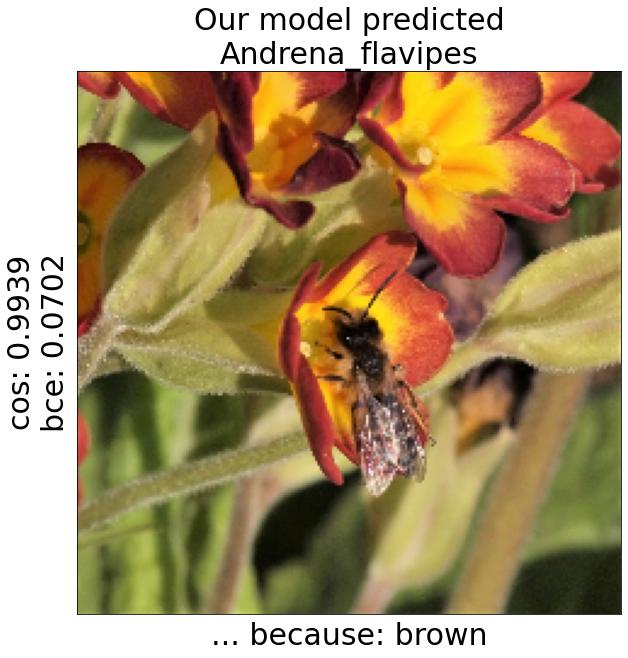 Our model predicted
Andrena_flavipes
cos: 0.9939
bce: 0.0702
... because: brown